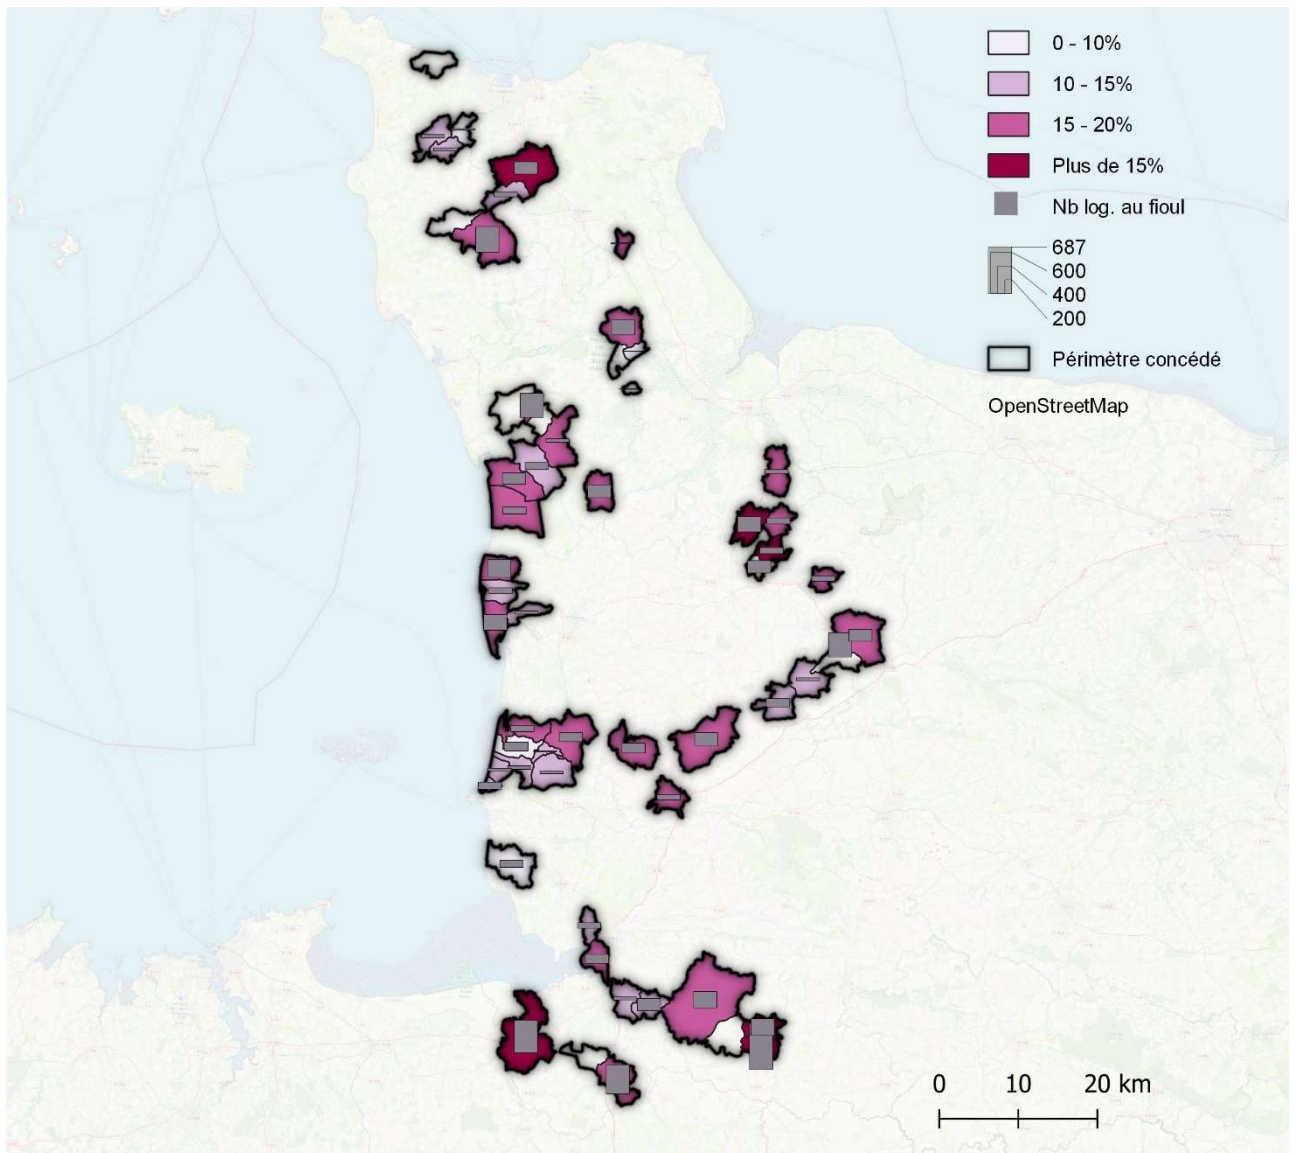 0 - 10%
10 - 15%
15 - 20%
Plus de 15%
Nb log. au fioul
687
600
400
200
Périmètre concédé
OpenStreetMap
0 10 20 km